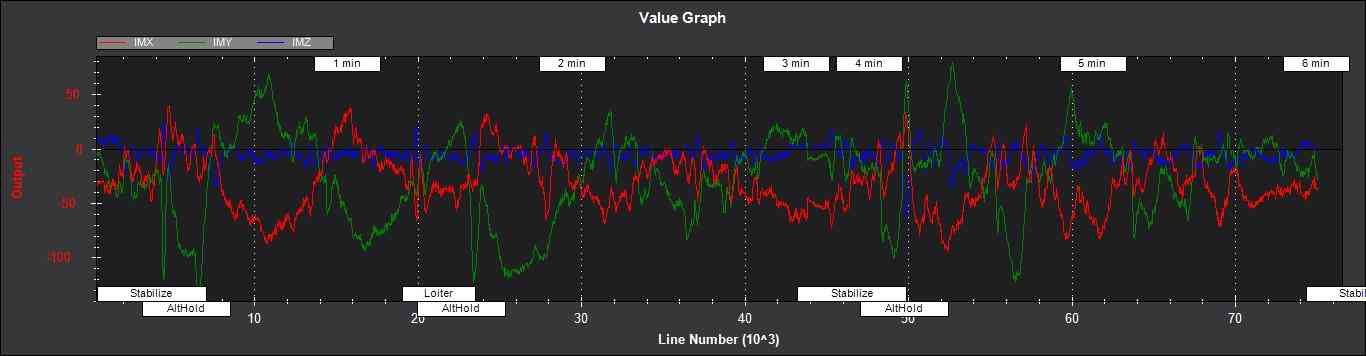 Value Graph
IMX IMY IMZ
1 min 2 min 3 min 4 min 5 min 6 min
50
0
-50
-100
Output
Stabilize Loiter Stabilize Stabil
AltHold AltHold AltHold
10 20 30 40 50 60 70
Line Number (10^3)